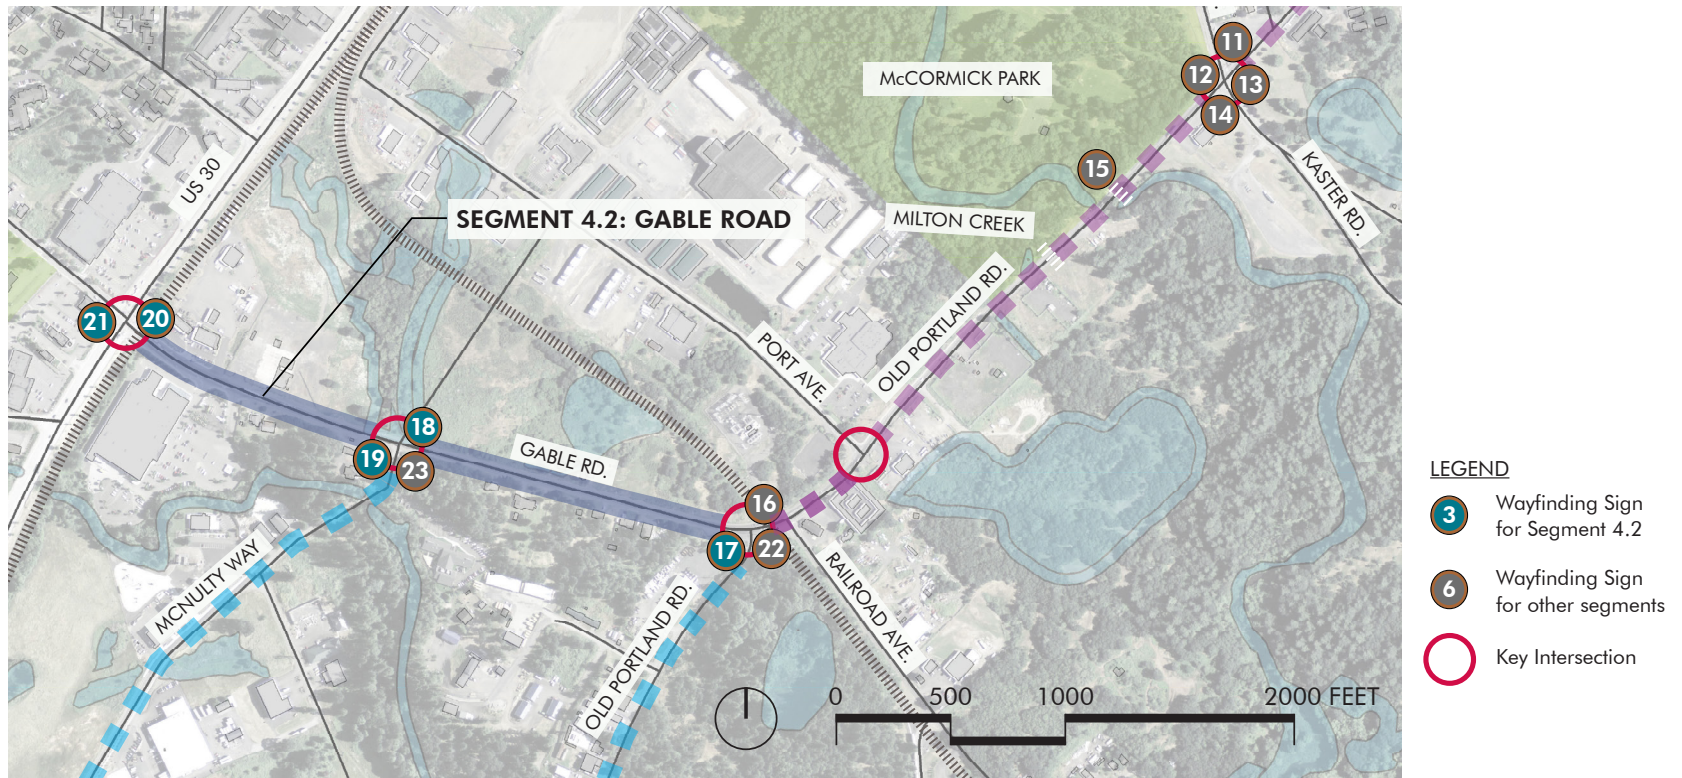 11
12
13
14
McCORMICK PARK
15
KASTER RD.
US 30
SEGMENT 4.2: GABLE ROAD
MILTON CREEK
OLD PORTLAND RD.
PORT AVE.
21
20
18
19
23
GABLE RD.
16
17
22
MCNULTY WAY
OLD PORTLAND RD.
RAILROAD AVE.
0 500 1000 2000 FEET
LEGEND
3
Wayfinding Sign
for Segment 4.2
6
Wayfinding Sign
for other segments
Key Intersection